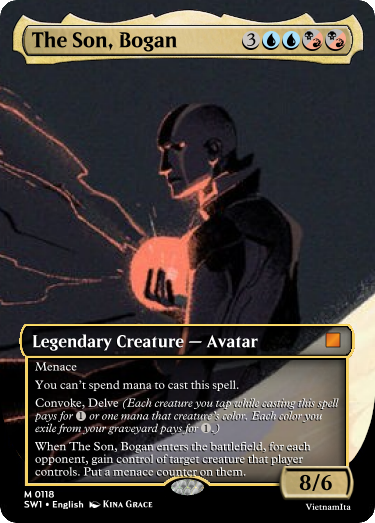 The Son, Bogan
3
Legendary Creature — Avatar
Menace
You can't spend mana to cast this spell.
Convoke, Delve (Each creature you tap while casting this spell
pays for 1 or one mana that creature's color. Each color you
exile from your graveyard pays for 1.)
When The Son, Bogan enters the battlefield, for each
opponent, gain control of target creature that player
controls. Put a menace counter on them.
8/6
M 0118
SW1 • English KINA GRACE
VietnamIta